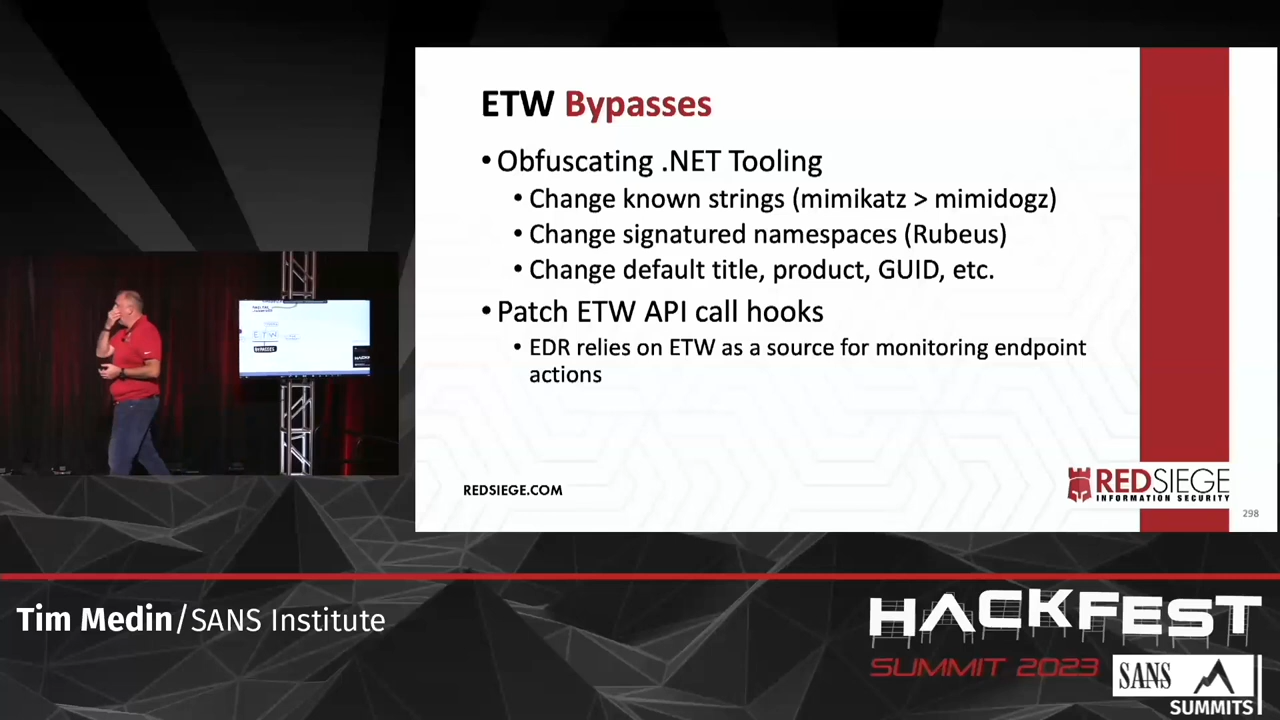 ETW Bypasses
• Obfuscating .NET Tooling
• Change known strings (mimikatz > mimidogz)
• Change signatured namespaces (Rubeus)
• Change default title, product, GUID, etc.
• Patch ETW API call hooks
• EDR relies on ETW as a source for monitoring endpoint
actions
REDSIEGE.COM
REDSIEGE
INFORMATION SECURITY
298
ETW
BYPASSES
Tim Medin/SANS Institute
HACKFEST
SUMMIT 2023
SANS
SUMMITS